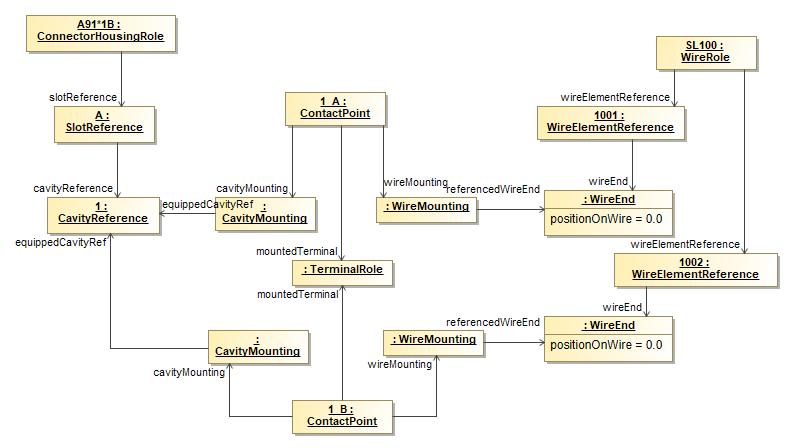 A91*1B :
ConnectorHousingRole
SL100 :
WireRole
slotReference
wireElementReference
A :
SlotReference
1_A :
ContactPoint
1001 :
WireElementReference
cavityReference
cavityMounting
wireMounting
wireEnd
referencedWireEnd
1 :
CavityReference
equippedCavityRef
:
CavityMounting
: WireMounting
: WireEnd
positionOnWire = 0.0
equippedCavityRef
mountedTerminal
wireElementReference
: TerminalRole
1002 :
WireElementReference
mountedTerminal
wireEnd
referencedWireEnd
:
CavityMounting
: WireMounting
: WireEnd
positionOnWire = 0.0
cavityMounting
wireMounting
1_B :
ContactPoint